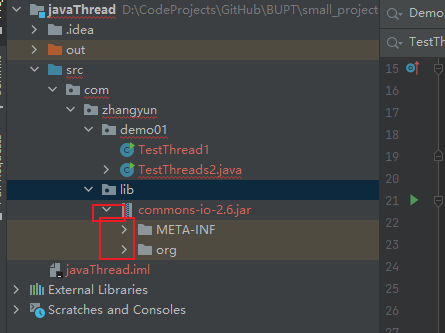 javaThread D:\CodeProjects\GitHub\BUPT\small_project
.idea
out
src
com
zhangyun
demo01
TestThread1
TestThreads2.java
lib
commons-io-2.6.jar
META-INF
org
javaThread.iml
External Libraries
Scratches and Consoles
Demo.
TestTh
15
16
17
18
19
20
21
22
23
24
25
26
27